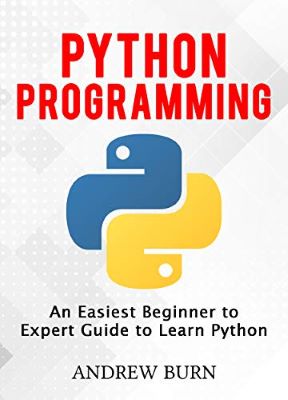 PYTHON
PROGRAMMING
An Easiest Beginner to
Expert Guide to Learn Python
ANDREW BURN